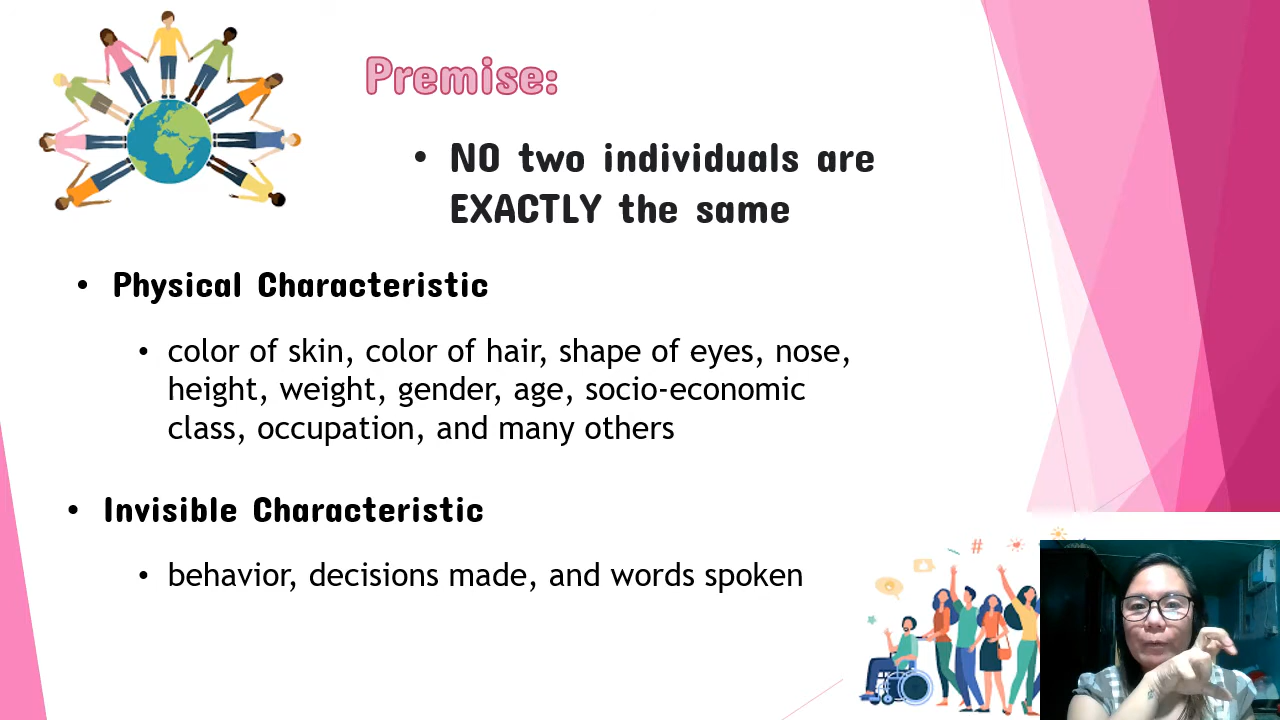 Premise:
• NO two individuals are
EXACTLY the same
• Physical Characteristic
• color of skin, color of hair, shape of eyes, nose,
height, weight, gender, age, socio-economic
class, occupation, and many others
• Invisible Characteristic
• behavior, decisions made, and words spoken
#